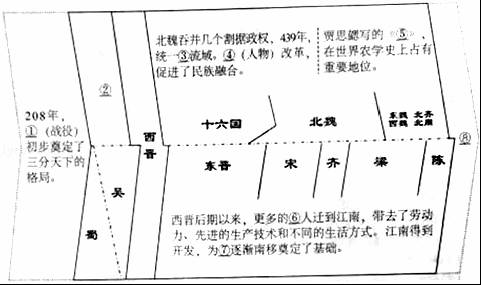 北魏吞并几个割据政权，439年，
统一③流域。④（人物）改革，
促进了民族融合。
贾思勰写的《⑤》，
在世界农学史上占有
重要地位。
②
208年，
①（战役）
初步奠定了
三分天下的
格局。
西晋
十六国
北魏
东魏 北齐
西魏 北周
⑧
吴
蜀
东晋
宋
齐
梁
陈
西晋后期以来，更多的⑥人迁到江南，带去了劳动
力、先进的生产技术和不同的生活方式。江南得到
开发，为⑦逐渐南移奠定了基础。